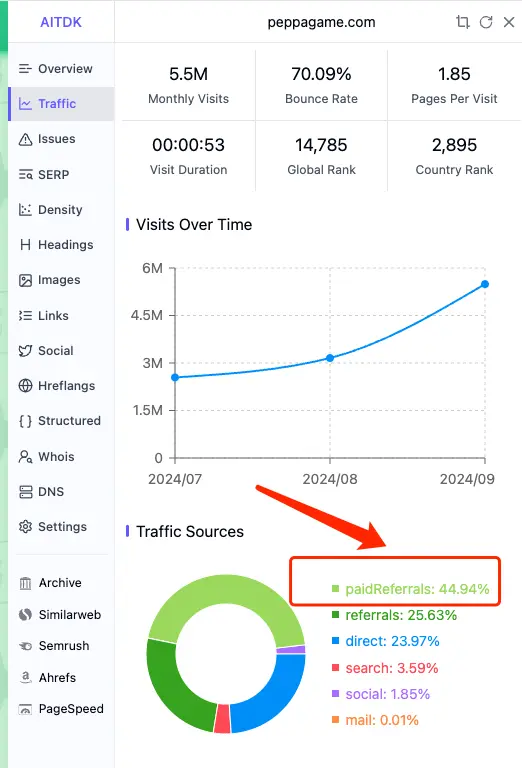 AITDK
peppagame.com
Overview
Traffic
Issues
SERP
Density
Headings
Images
Links
Social
Hreflangs
Structured
Whois
DNS
Settings
Archive
Similarweb
Semrush
Ahrefs
PageSpeed
5.5M
Monthly Visits
70.09%
Bounce Rate
1.85
Pages Per Visit
00:00:53
Visit Duration
14,785
Global Rank
2,895
Country Rank
Visits Over Time
6M
4.5M
3M
1.5M
0
2024/07
2024/08
2024/09
Traffic Sources
paidReferrals: 44.94%
referrals: 25.63%
direct: 23.97%
search: 3.59%
social: 1.85%
mail: 0.01%